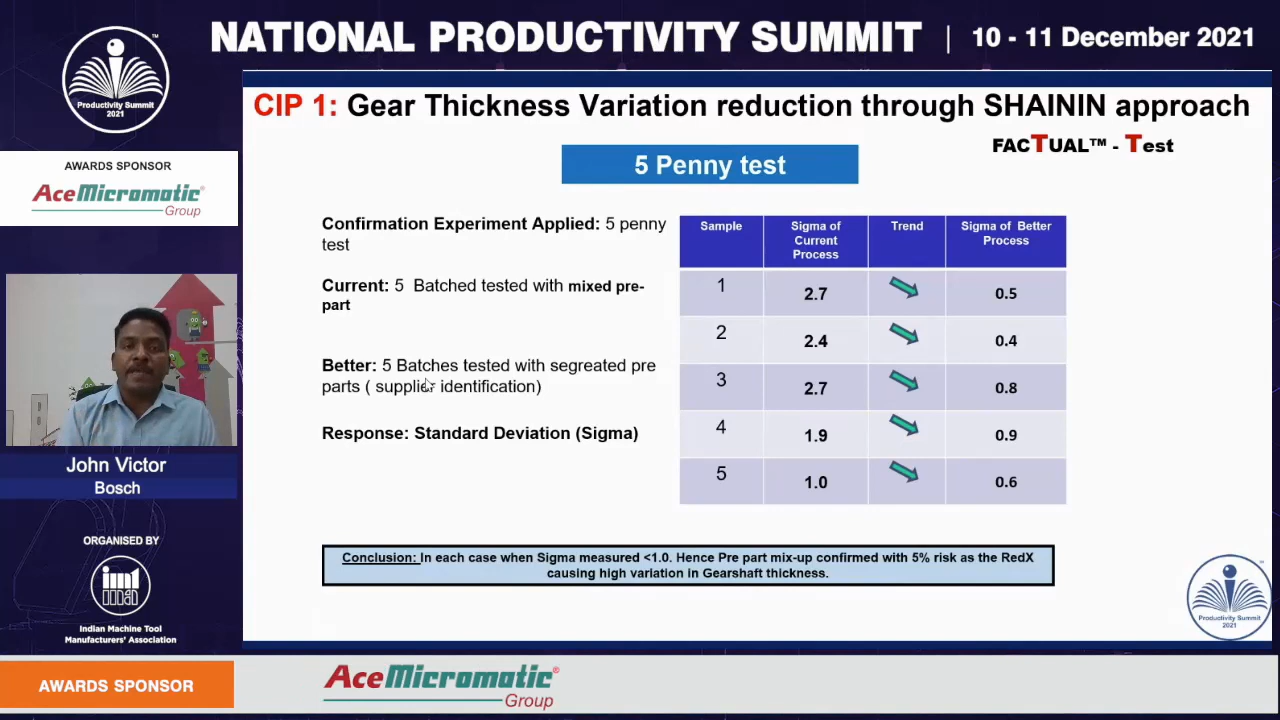 NATIONAL PRODUCTIVITY SUMMIT | 10 - 11 December 2021
Productivity Summit
2021
AWARDS SPONSOR
AceMicromatic
Group
John Victor
Bosch
ORGANISED BY
Indian Machine Tool
Manufacturers' Association
CIP 1: Gear Thickness Variation reduction through SHAININ approach
FACTUAL™ - Test
5 Penny test
Confirmation Experiment Applied: 5 penny
test
Current: 5 Batched tested with mixed pre-
part
Better: 5 Batches tested with segreated pre
parts ( supplier identification)
Response: Standard Deviation (Sigma)
Sample Sigma of Current Process Trend Sigma of Better Process
1 2.7 0.5
2 2.4 0.4
3 2.7 0.8
4 1.9 0.9
5 1.0 0.6
Conclusion: In each case when Sigma measured <1.0. Hence Pre part mix-up confirmed with 5% risk as the RedX
causing high variation in Gearshaft thickness.
Productivity Summit
2021
AWARDS SPONSOR
AceMicromatic
Group